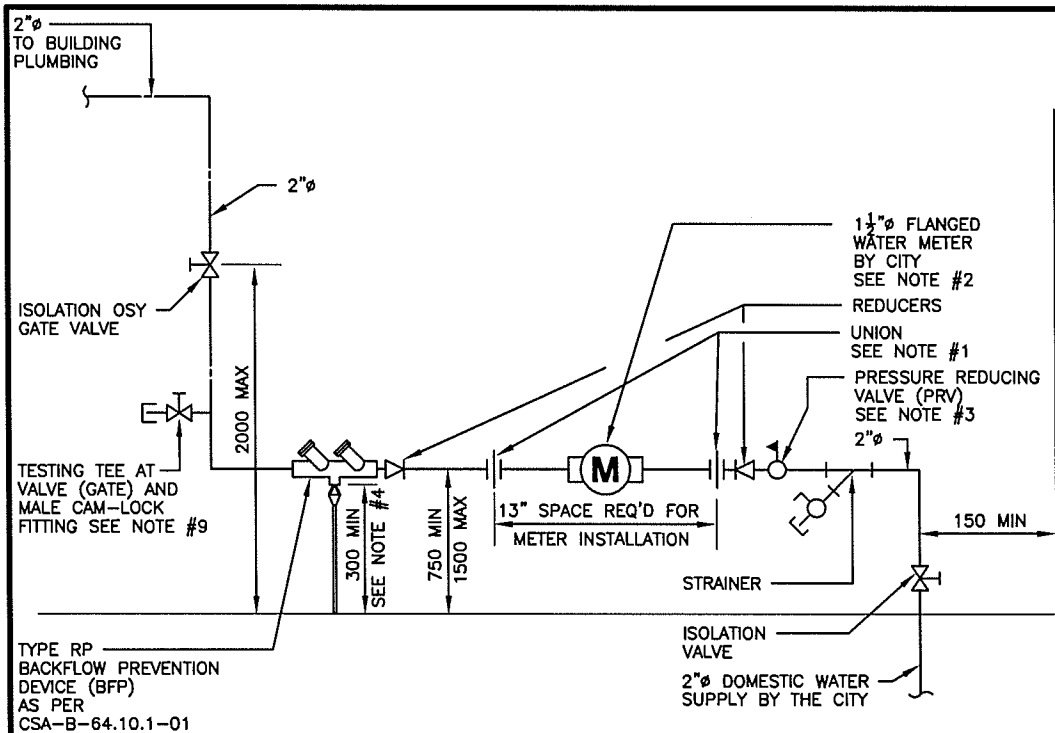 2"ø
TO BUILDING
PLUMBING
2"ø
ISOLATION OSY
GATE VALVE
2000 MAX
TESTING TEE AT
VALVE (GATE) AND
MALE CAM-LOCK
FITTING SEE NOTE #9
TYPE RP
BACKFLOW PREVENTION
DEVICE (BFP)
AS PER
CSA-B-64.10.1-01
300 MIN
SEE NOTE #4
750 MIN
1500 MAX
M
13" SPACE REQ'D FOR
METER INSTALLATION
1 1/2"ø FLANGED
WATER METER
BY CITY
SEE NOTE #2
REDUCERS
UNION
SEE NOTE #1
PRESSURE REDUCING
VALVE (PRV)
SEE NOTE #3
2"ø
150 MIN
STRAINER
ISOLATION
VALVE
2"ø DOMESTIC WATER
SUPPLY BY THE CITY